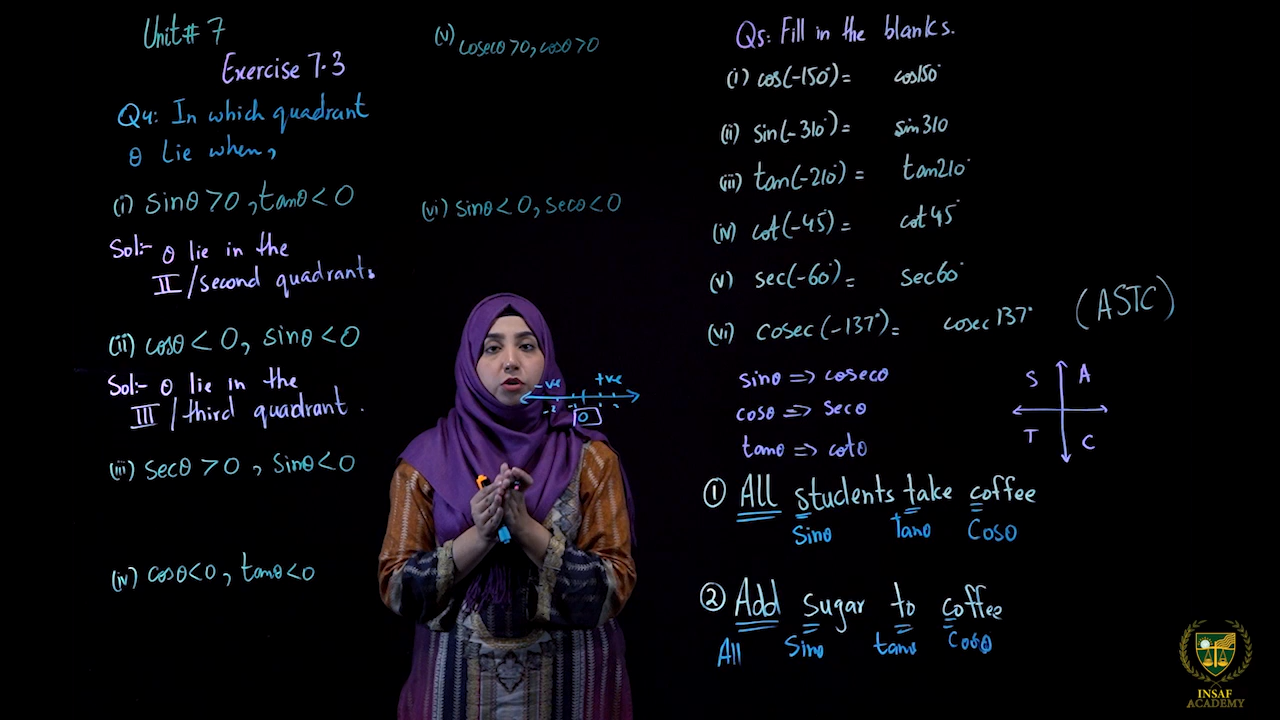 Unit# 7
Exercise 7.3
Q4: In which quadrant
θ lie when,
(i) sinθ >0 , tanθ < 0
Sol:- θ lie in the
II/second quadrants
(ii) cosθ < 0, sinθ < 0
Sol:- θ lie in the
III/third quadrant.
(iii) secθ >0 , sinθ < 0
(iv) cosθ<0, tanθ <0
(v) cosecθ >0, cosθ >0
(vi) sinθ < 0, secθ < 0
-ve +ve
-2 -1 0 1 2
Q5: Fill in the blanks.
(i) cos(-150°)= cos150°
(ii) sin(-310°)= sin310
(iii) tan(-210°) = tan210°
(iv) cot(-45°) = cot45°
(v) sec(-60°)= sec60°
(vi) cosec(-137°)= cosec137°
(ASTC)
sinθ => cosecθ
cosθ => secθ
tanθ => cotθ
S A
T C
① All students take coffee
Sinθ Tanθ Cosθ
② Add sugar to coffee
All Sinθ tanθ Cosθ
INSAF
ACADEMY